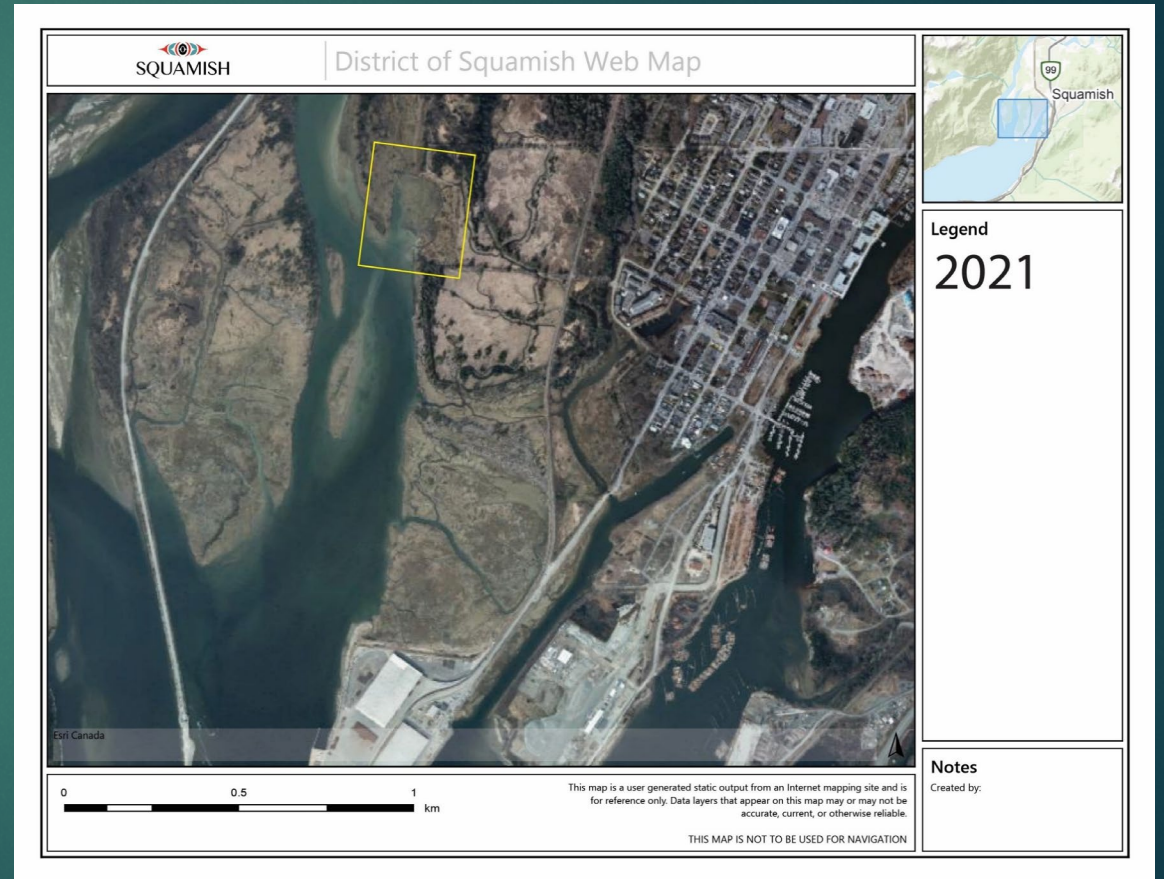 SQUAMISH
District of Squamish Web Map
99
Squamish
Legend
2021
Esri Canada
0 0.5 1
km
This map is a user generated static output from an Internet mapping site and is
for reference only. Data layers that appear on this map may or may not be
accurate, current, or otherwise reliable.
THIS MAP IS NOT TO BE USED FOR NAVIGATION
Notes
Created by: